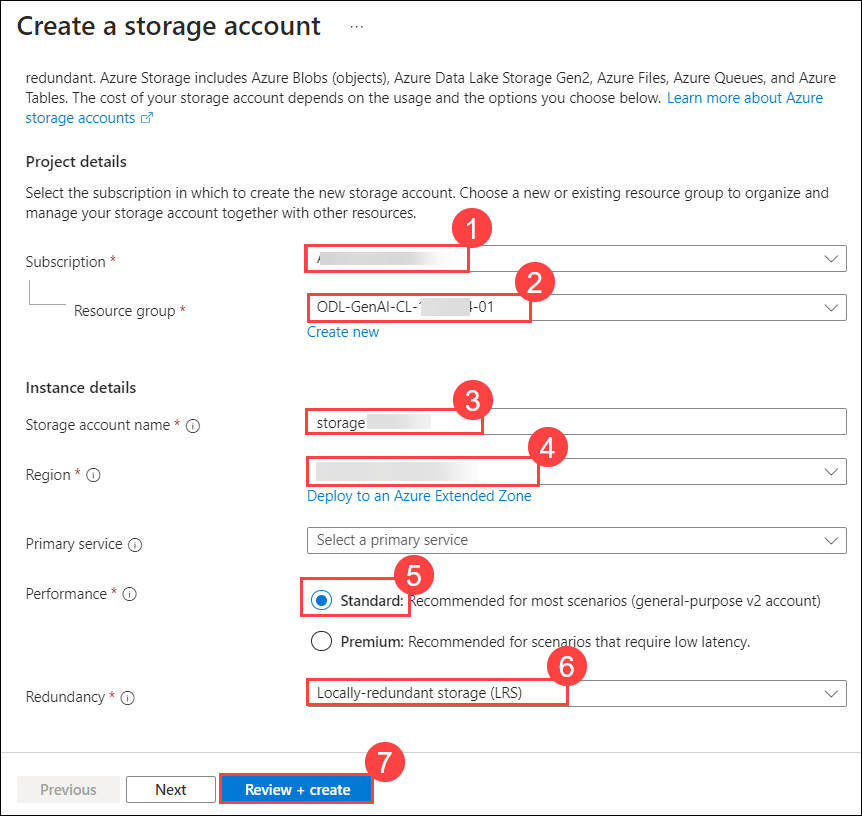 Create a storage account ...
redundant. Azure Storage includes Azure Blobs (objects), Azure Data Lake Storage Gen2, Azure Files, Azure Queues, and Azure
Tables. The cost of your storage account depends on the usage and the options you choose below. Learn more about Azure
storage accounts
Project details
Select the subscription in which to create the new storage account. Choose a new or existing resource group to organize and
manage your storage account together with other resources.
1
Subscription *
2
Resource group * ODL-GenAI-CL- -01
Create new
Instance details
3
Storage account name * storage
4
Region *
Deploy to an Azure Extended Zone
Primary service Select a primary service
5
Performance * Standard: Recommended for most scenarios (general-purpose v2 account)
Premium: Recommended for scenarios that require low latency.
6
Redundancy * Locally-redundant storage (LRS)
7
Previous Next Review + create